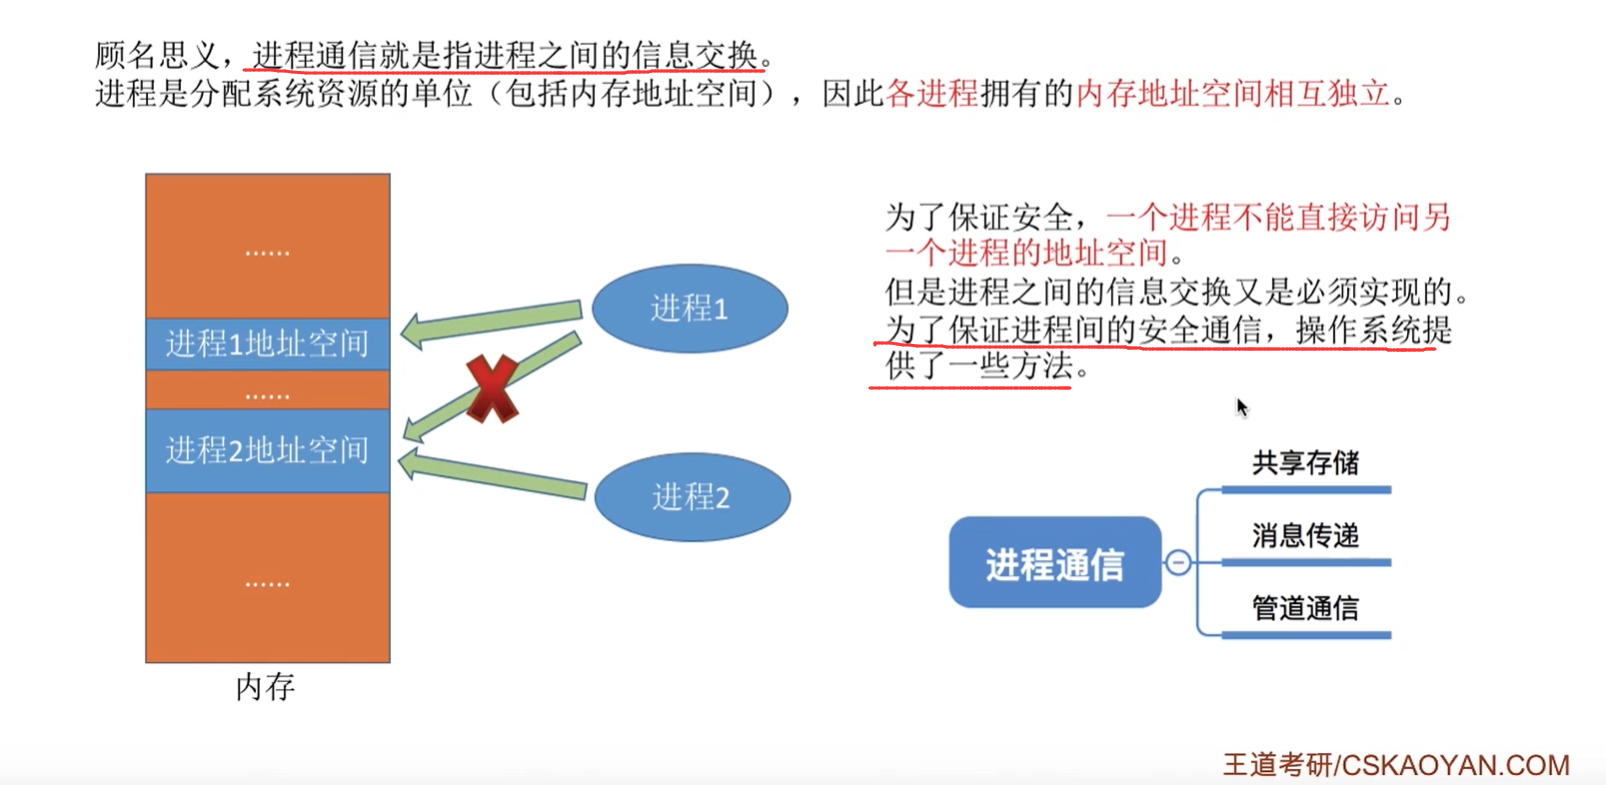 顾名思义，进程通信就是指进程之间的信息交换。
进程是分配系统资源的单位（包括内存地址空间），因此各进程拥有的内存地址空间相互独立。
……
进程1地址空间
……
进程2地址空间
……
内存
进程1
进程2
为了保证安全，一个进程不能直接访问另
一个进程的地址空间。
但是进程之间的信息交换又是必须实现的。
为了保证进程间的安全通信，操作系统提
供了一些方法。
进程通信
共享存储
消息传递
管道通信
王道考研/CSKAOYAN.COM